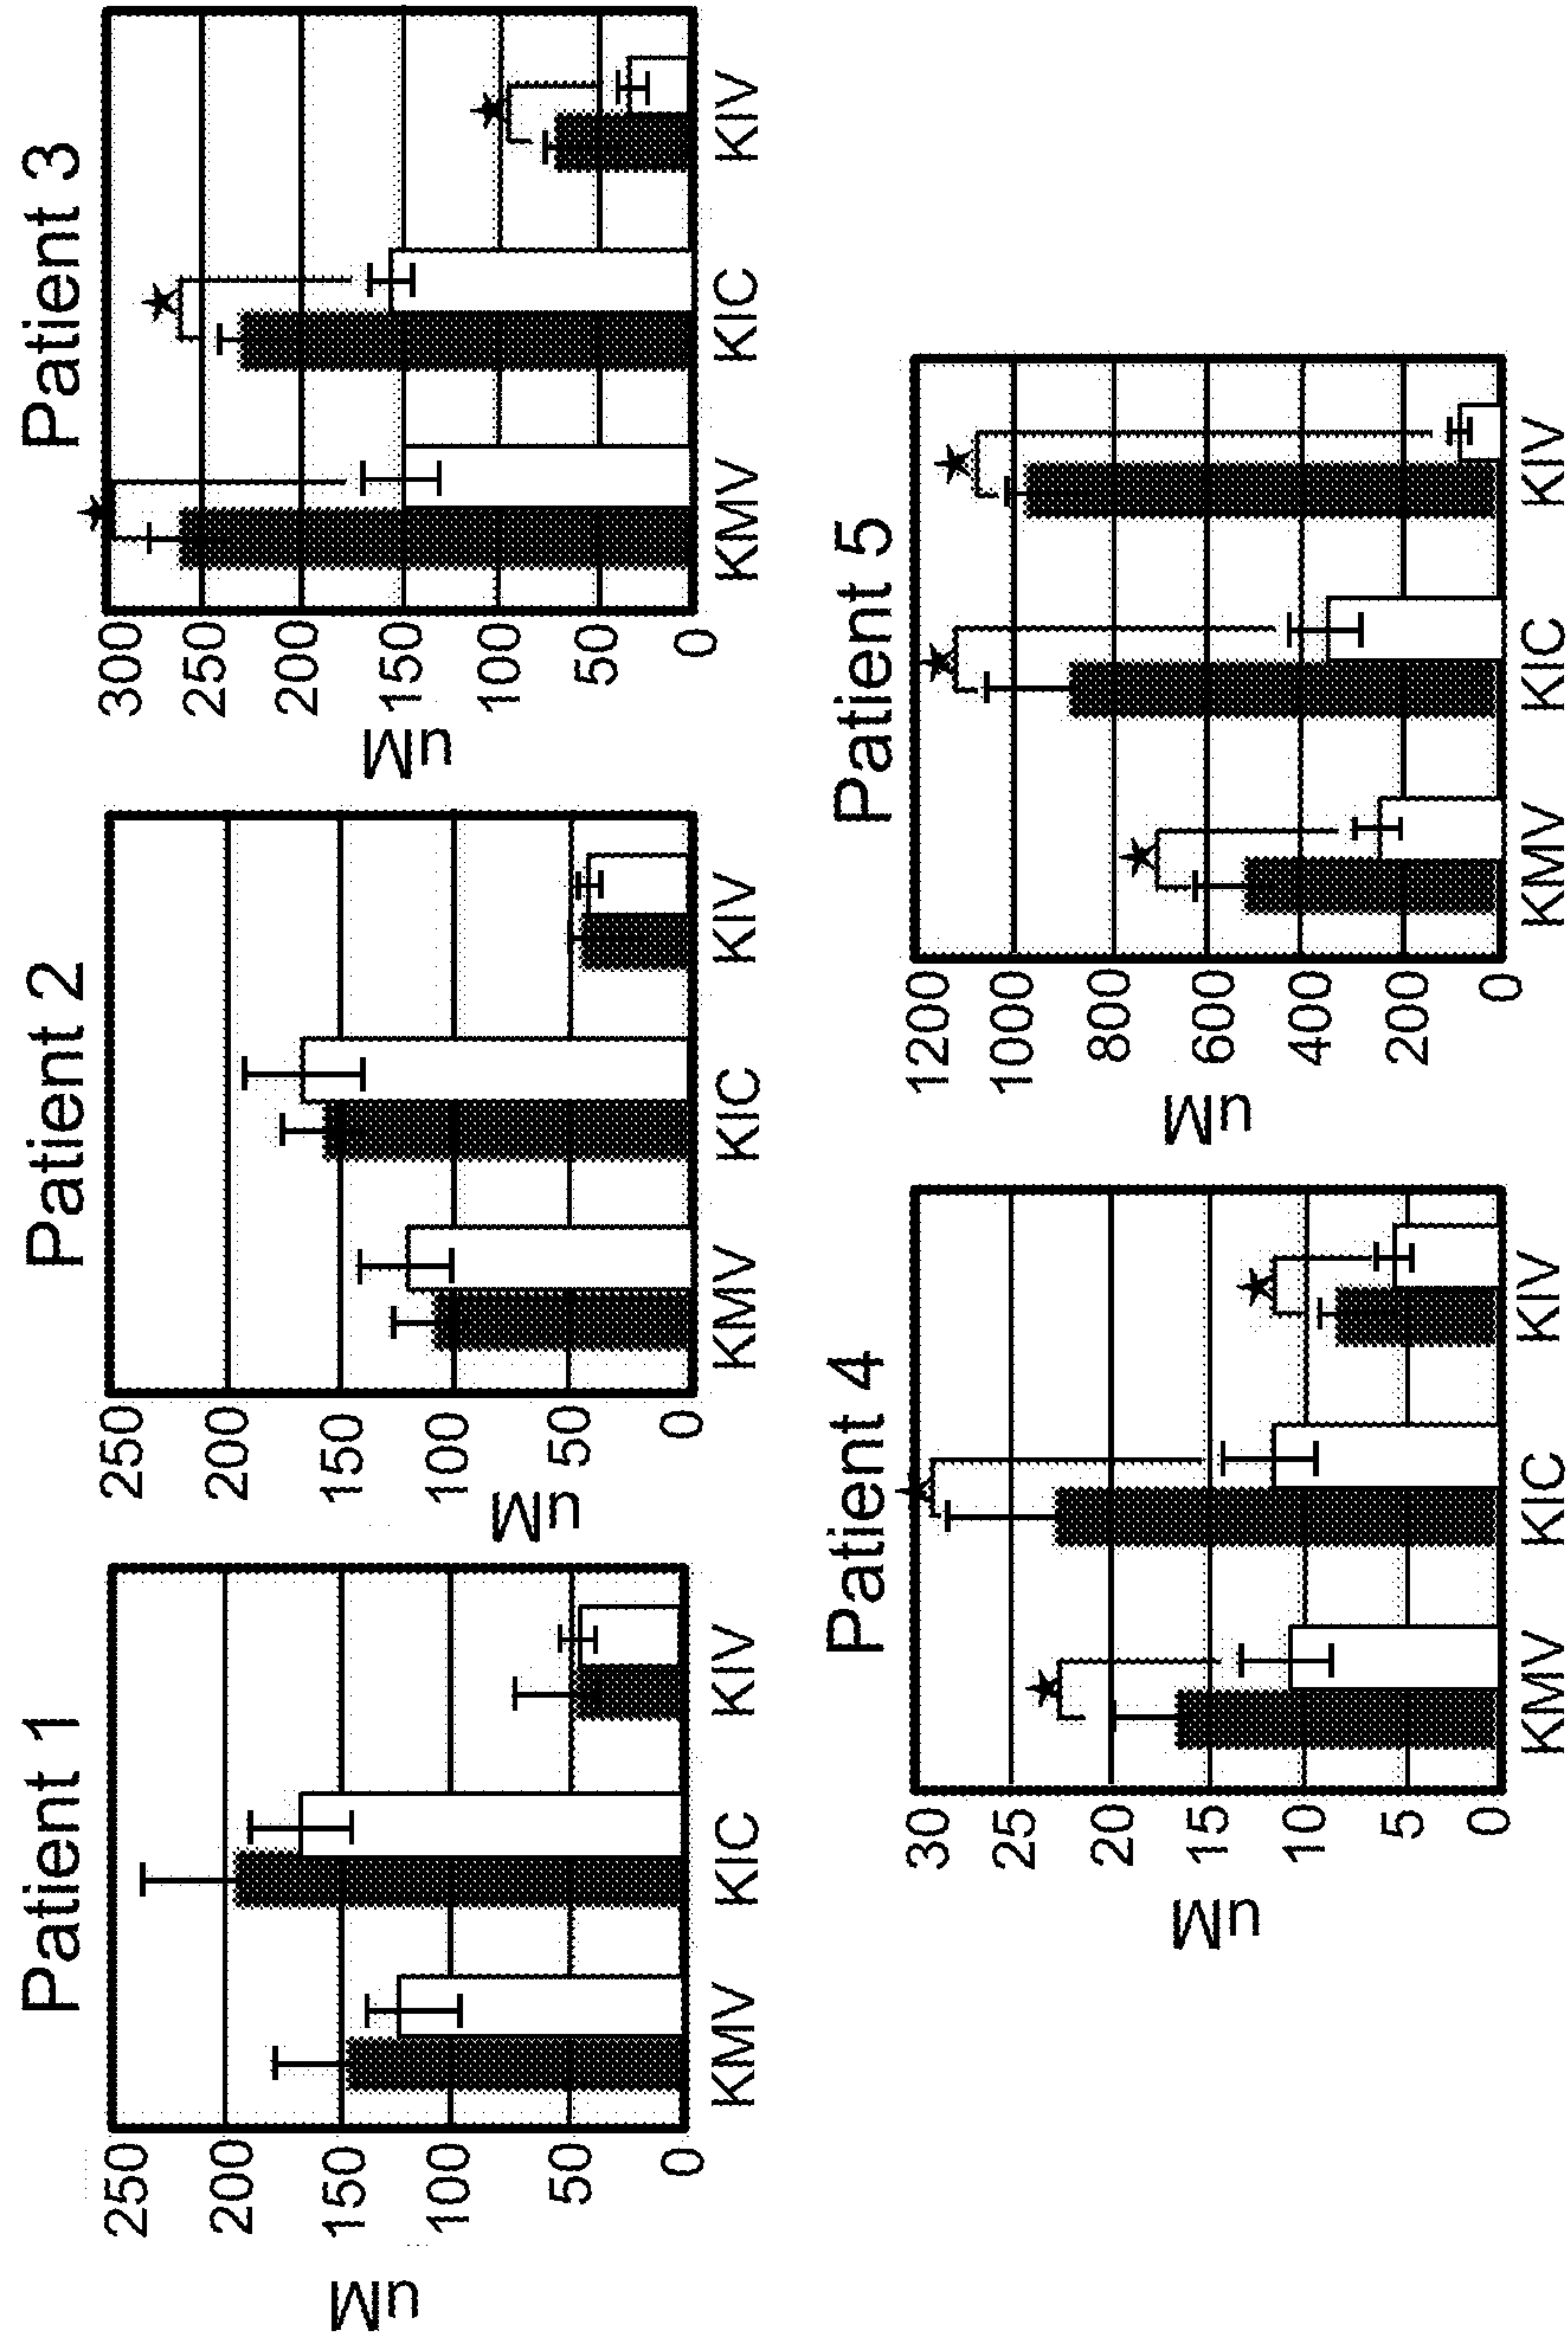 Patient 1
250
200
150
100
50
0
uM
KMV KIC KIV
Patient 2
250
200
150
100
50
0
uM
KMV KIC KIV
Patient 3
300
250
200
150
100
50
0
uM
KMV KIC KIV
Patient 4
30
25
20
15
10
5
0
uM
KMV KIC KIV
Patient 5
1200
1000
800
600
400
200
0
uM
KMV KIC KIV